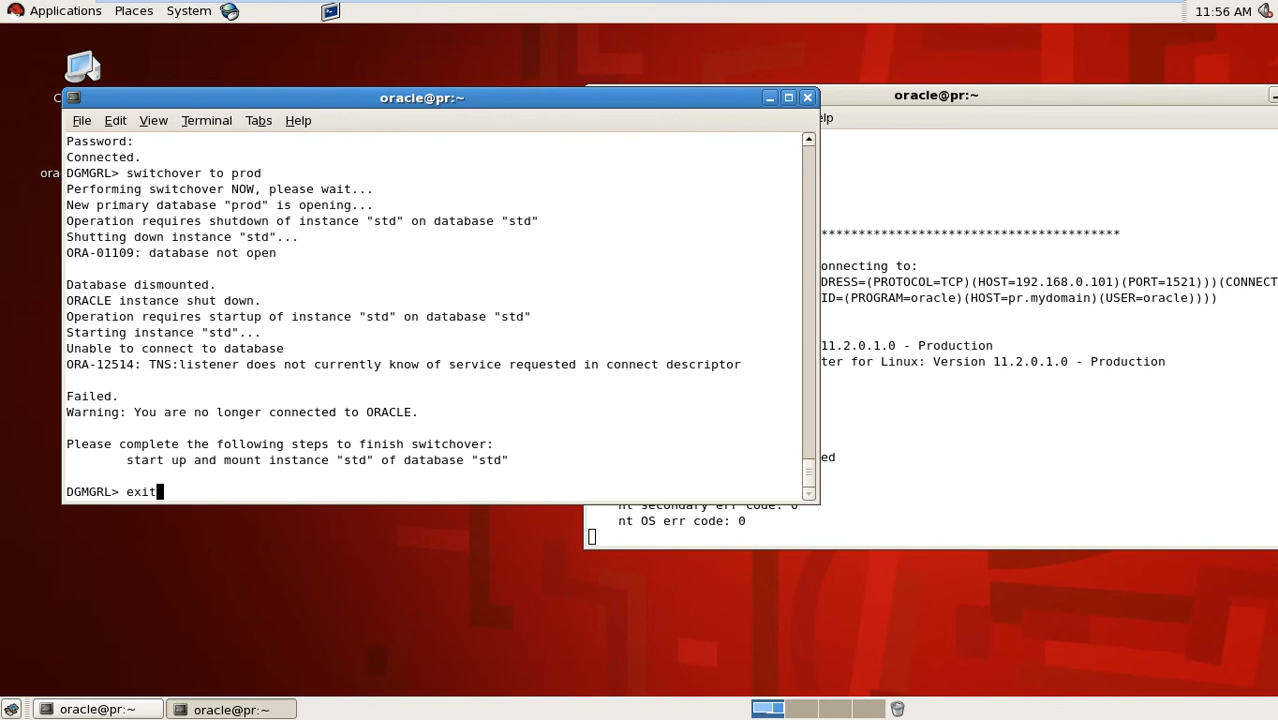 Applications Places System
11:56 AM
C
ora
oracle@pr:~
File Edit View Terminal Tabs Help
Password:
Connected.
DGMGRL> switchover to prod
Performing switchover NOW, please wait...
New primary database "prod" is opening...
Operation requires shutdown of instance "std" on database "std"
Shutting down instance "std"...
ORA-01109: database not open
Database dismounted.
ORACLE instance shut down.
Operation requires startup of instance "std" on database "std"
Starting instance "std"...
Unable to connect to database
ORA-12514: TNS:listener does not currently know of service requested in connect descriptor
Failed.
Warning: You are no longer connected to ORACLE.
Please complete the following steps to finish switchover:
start up and mount instance "std" of database "std"
DGMGRL> exit
oracle@pr:~
elp
****************************************
onnecting to:
DRESS=(PROTOCOL=TCP)(HOST=192.168.0.101)(PORT=1521)))(CONNECT
ID=(PROGRAM=oracle)(HOST=pr.mydomain)(USER=oracle))))
11.2.0.1.0 - Production
ter for Linux: Version 11.2.0.1.0 - Production
ed
nt secondary err code: 0
nt OS err code: 0
oracle@pr:~
oracle@pr:~